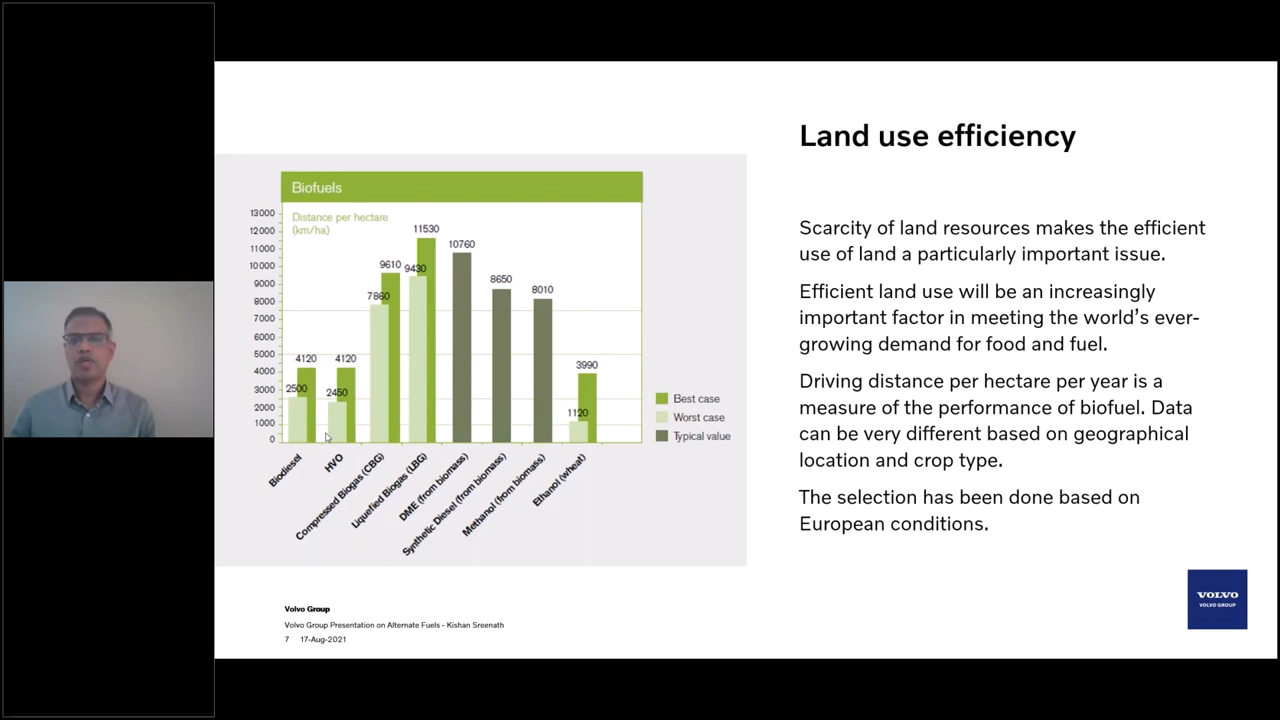 Land use efficiency
Biofuels
Distance per hectare
(km/ha)
13000
12000
11000
10000
9000
8000
7000
6000
5000
4000
3000
2000
1000
0
2500
4120
2450
4120
7860
9610
9430
11530
10760
8650
8010
1120
3990
Biodiesel
HVO
Compressed Biogas (CBG)
Liquefied Biogas (LBG)
DME (from biomass)
Synthetic Diesel (from biomass)
Methanol (from biomass)
Ethanol (wheat)
Best case
Worst case
Typical value
Scarcity of land resources makes the efficient
use of land a particularly important issue.
Efficient land use will be an increasingly
important factor in meeting the world’s ever-
growing demand for food and fuel.
Driving distance per hectare per year is a
measure of the performance of biofuel. Data
can be very different based on geographical
location and crop type.
The selection has been done based on
European conditions.
Volvo Group
Volvo Group Presentation on Alternate Fuels - Kishan Sreenath
7 17-Aug-2021
VOLVO
VOLVO GROUP